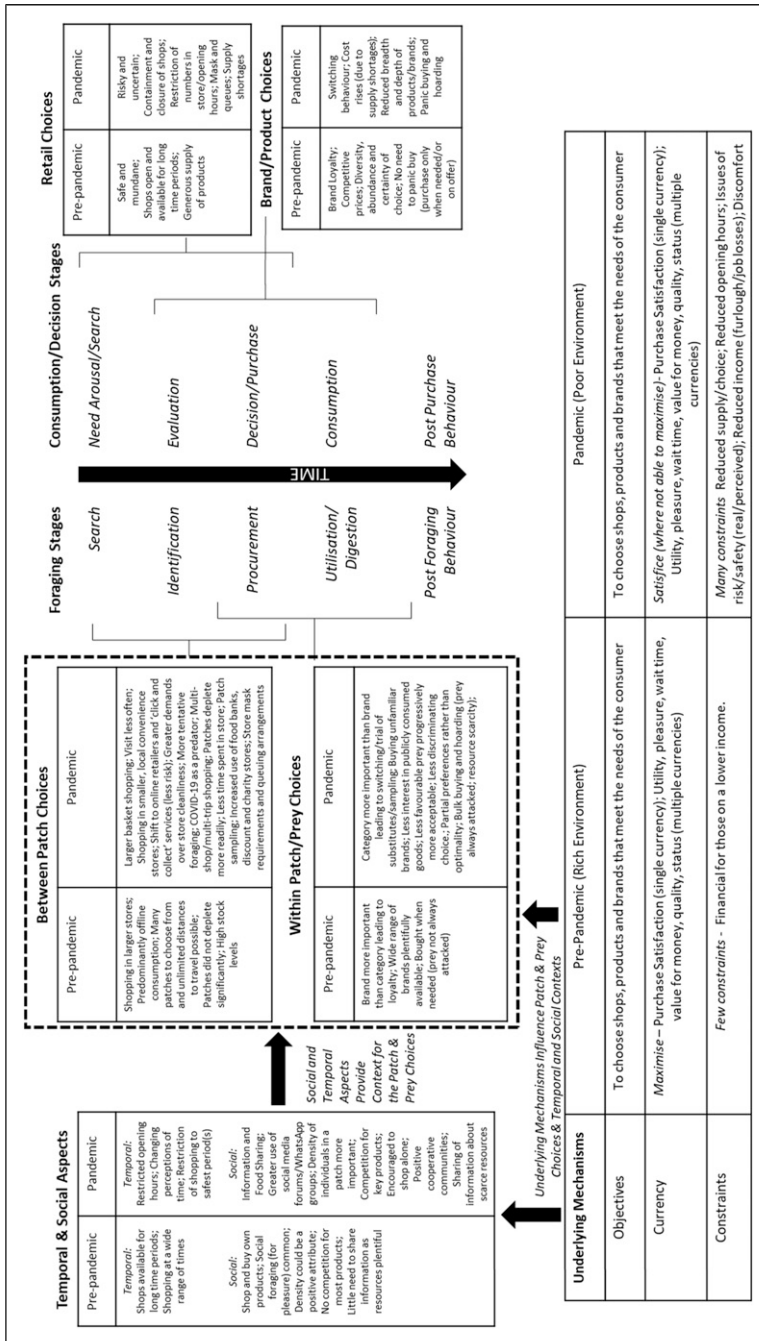 Temporal & Social Aspects
Pre-pandemic
Pandemic
Temporal:
Shops available for
long time periods;
Shopping at a wide
range of times
Social:
Shop and buy own
products; Social
foraging (for
pleasure) common;
Density could be a
positive attribute;
No competition for
most products;
Little need to share
information as
resources plentiful
Temporal:
Restricted opening
hours; Changing
perceptions of
time; Restriction
of shopping to
safest period(s)
Social:
Information and
Food Sharing;
Greater use of
social media
forums/WhatsApp
groups; Density of
individuals in a
patch more
important;
Competition for
key products;
Encouraged to
shop alone;
Positive
cooperative
communities;
Sharing of
information about
scarce resources
Social and
Temporal
Aspects
Provide
Context for
the Patch &
Prey Choices
Between Patch Choices
Pre-pandemic
Pandemic
Shopping in larger stores;
Predominantly offline
consumption; Many
patches to choose from
and unlimited distances
to travel possible;
Patches did not deplete
significantly; High stock
levels
Larger basket shopping; Visit less often;
Shopping in smaller, local convenience
stores; Shift to online retailers and ‘click and
collect’ services (less risk); Greater demands
over store cleanliness; More tentative
foraging; COVID-19 as a predator; Multi-
shop/multi-trip shopping; Patches deplete
more readily; Less time spent in store; Patch
sampling; Increased use of food banks,
discount and charity stores; Store mask
requirements and queuing arrangements
Within Patch/Prey Choices
Pre-pandemic
Pandemic
Brand more important
than category leading to
loyalty; Wide range of
brands plentifully
available; Bought when
needed (prey not always
attacked)
Category more important than brand
leading to switching/trial of
substitutes/sampling; Buying unfamiliar
brands; Less interest in publicly consumed
goods; Less favourable prey progressively
more acceptable; Less discriminating
choice.; Partial preferences rather than
optimality; Bulk buying and hoarding (prey
always attacked; resource scarcity);
Foraging Stages
Search
Identification
Procurement
Utilisation/
Digestion
Post Foraging
Behaviour
TIME
Consumption/Decision Stages
Need Arousal/Search
Evaluation
Decision/Purchase
Consumption
Post Purchase
Behaviour
Retail Choices
Pre-pandemic
Pandemic
Safe and
mundane;
Shops open and
available for long
time periods;
Generous supply
of products
Risky and
uncertain;
Containment and
closure of shops;
Restriction of
numbers in
store/opening
hours; Mask and
queues; Supply
shortages
Brand/Product Choices
Pre-pandemic
Pandemic
Brand Loyalty;
Competitive
prices; Diversity,
abundance and
certainty of
choice; No need
to panic buy
(purchase only
when needed/or
on offer)
Switching
behaviour; Cost
rises (due to
supply shortages);
Reduced breadth
and depth of
products/brands;
Panic buying and
hoarding
Underlying Mechanisms Influence Patch & Prey
Choices & Temporal and Social Contexts
Underlying Mechanisms
Pre-Pandemic (Rich Environment)
Pandemic (Poor Environment)
Objectives
To choose shops, products and brands that meet the needs of the consumer
To choose shops, products and brands that meet the needs of the consumer
Currency
Maximise – Purchase Satisfaction (single currency); Utility, pleasure, wait time,
value for money, quality, status (multiple currencies)
Satisfice (where not able to maximise)- Purchase Satisfaction (single currency);
Utility, pleasure, wait time, value for money, quality, status (multiple
currencies)
Constraints
Few constraints - Financial for those on a lower income.
Many constraints Reduced supply/choice; Reduced opening hours; Issues of
risk/safety (real/perceived); Reduced income (furlough/job losses); Discomfort